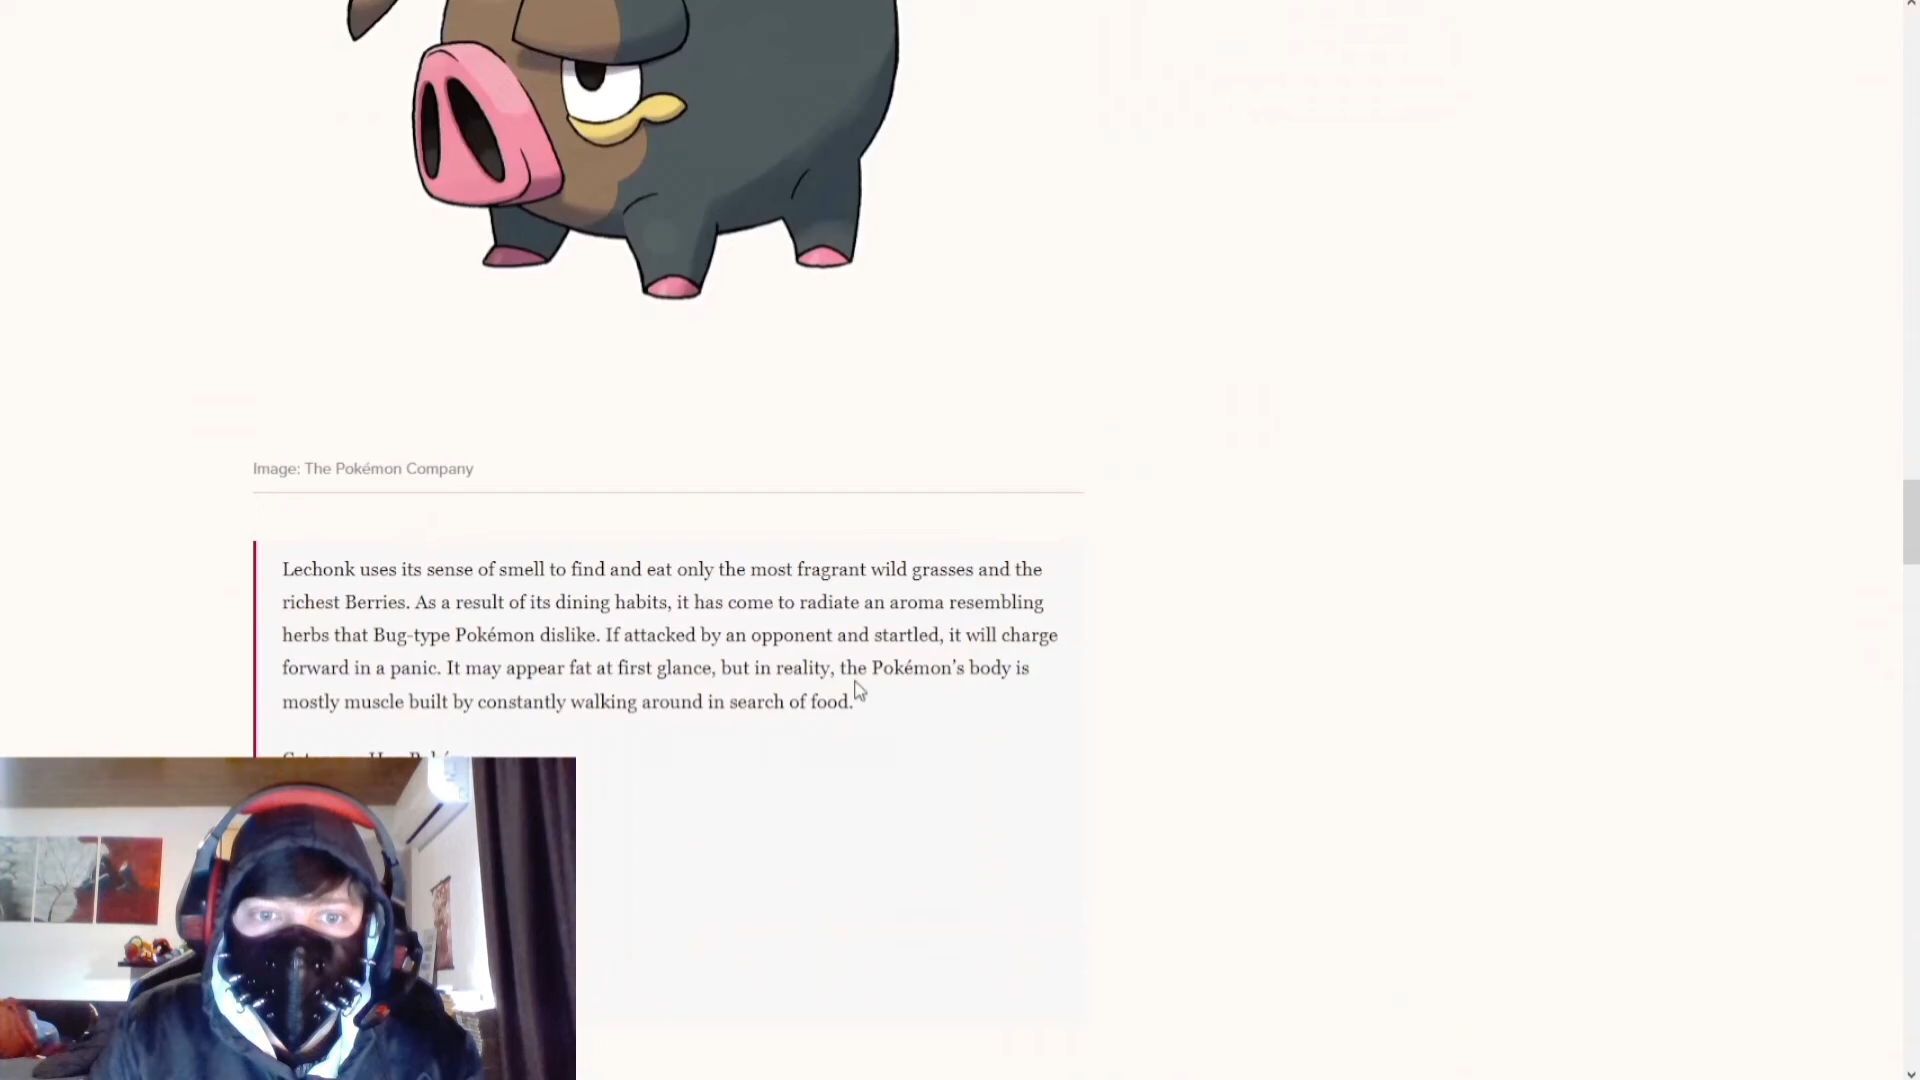 Image: The Pokémon Company
Lechonk uses its sense of smell to find and eat only the most fragrant wild grasses and the
richest Berries. As a result of its dining habits, it has come to radiate an aroma resembling
herbs that Bug-type Pokémon dislike. If attacked by an opponent and startled, it will charge
forward in a panic. It may appear fat at first glance, but in reality, the Pokémon’s body is
mostly muscle built by constantly walking around in search of food.